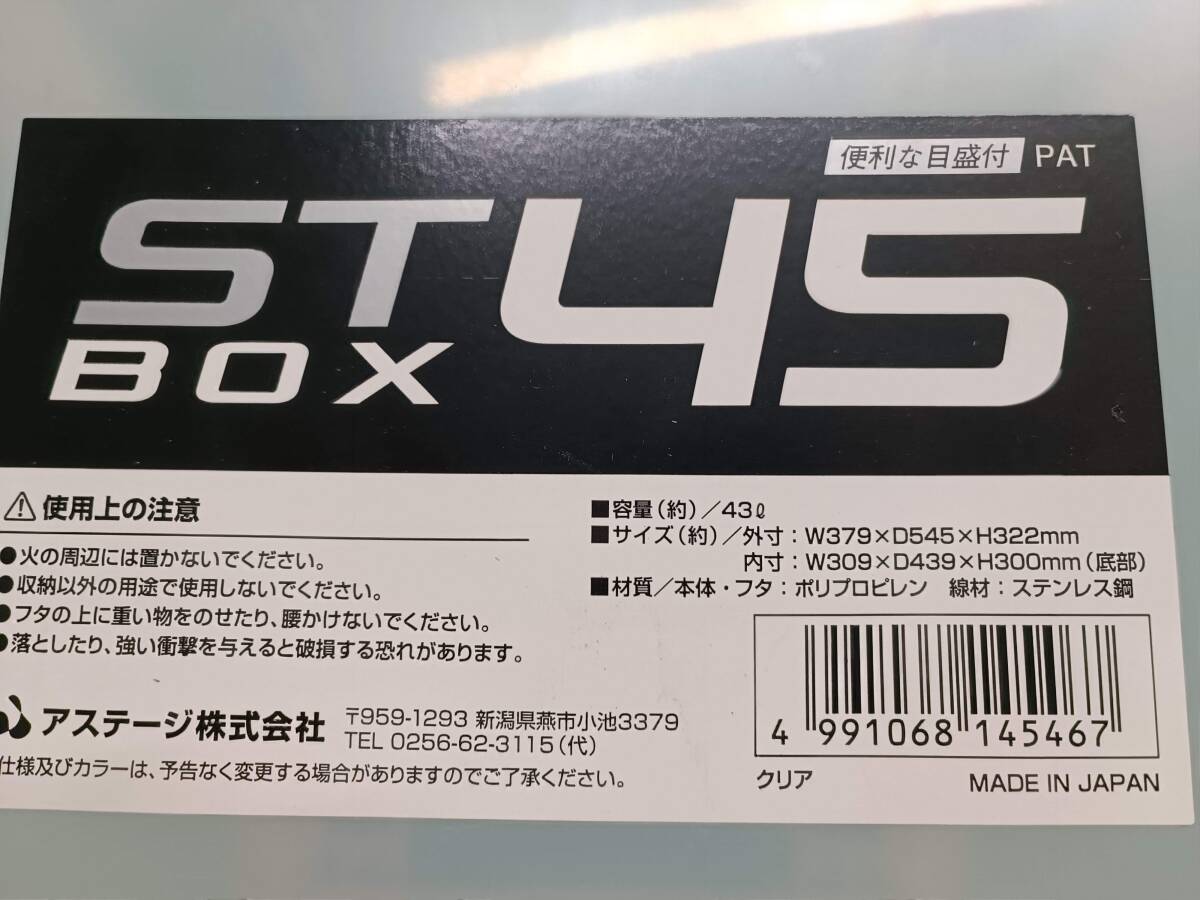 便利な目盛付 PAT
ST45
BOX
⚠使用上の注意
●火の周辺には置かないでください。
●収納以外の用途で使用しないでください。
●フタの上に重い物をのせたり、腰かけないでください。
●落としたり、強い衝撃を与えると破損する恐れがあります。
アステージ株式会社
〒959-1293 新潟県燕市小池3379
TEL 0256-62-3115(代)
仕様及びカラーは、予告なく変更する場合がありますのでご了承ください。
■容量(約)/43ℓ
■サイズ(約)/外寸:W379×D545×H322mm
内寸:W309×D439×H300mm(底部)
■材質/本体・フタ:ポリプロピレン 線材:ステンレス鋼
4 991068 145467
クリア MADE IN JAPAN